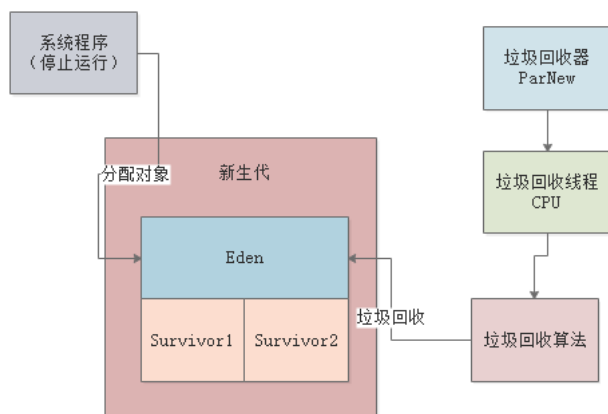 系统程序
(停止运行)
垃圾回收器
ParNew
分配对象
新生代
垃圾回收线程
CPU
Eden
垃圾回收
Survivor1
Survivor2
垃圾回收算法